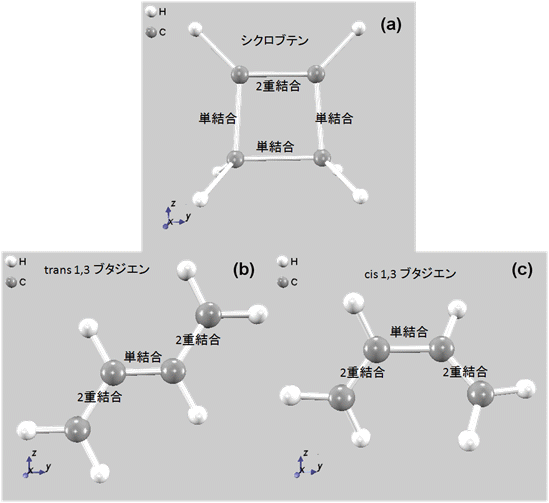 H
C
シクロブテン
(a)
2重結合
単結合
単結合
単結合
z
x
y
H
C
trans 1,3 ブタジエン
(b)
2重結合
単結合
2重結合
z
x
y
H
C
cis 1,3 ブタジエン
(c)
単結合
2重結合
2重結合
z
x
y